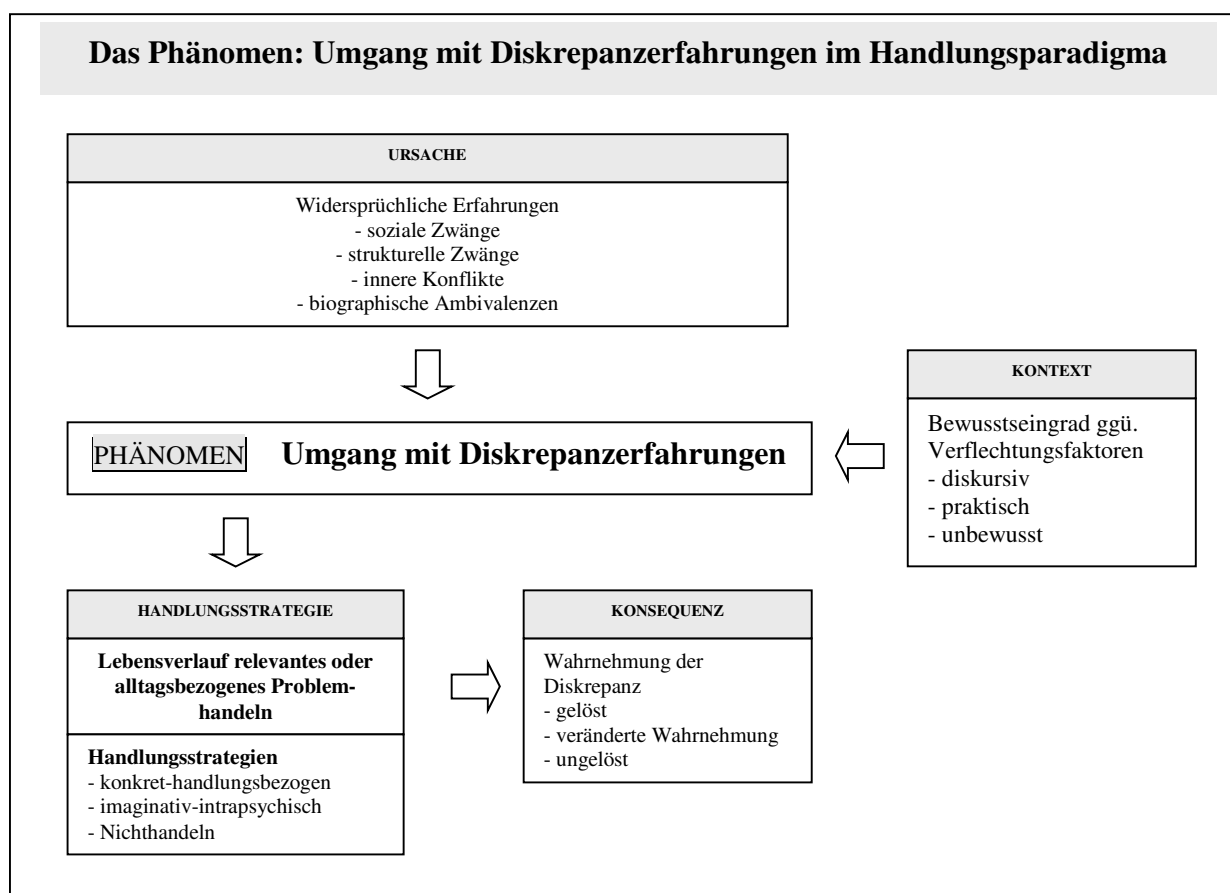 Das Phänomen: Umgang mit Diskrepanzerfahrungen im Handlungsparadigma
URSACHE
Widersprüchliche Erfahrungen
- soziale Zwänge
- strukturelle Zwänge
- innere Konflikte
- biographische Ambivalenzen
KONTEXT
Bewusstseingrad ggü.
Verflechtungsfaktoren
- diskursiv
- praktisch
- unbewusst
PHÄNOMEN Umgang mit Diskrepanzerfahrungen
HANDLUNGSSTRATEGIE
Lebensverlauf relevantes oder
alltagsbezogenes Problem-
handeln
Handlungsstrategien
- konkret-handlungsbezogen
- imaginativ-intrapsychisch
- Nichthandeln
KONSEQUENZ
Wahrnehmung der
Diskrepanz
- gelöst
- veränderte Wahrnehmung
- ungelöst